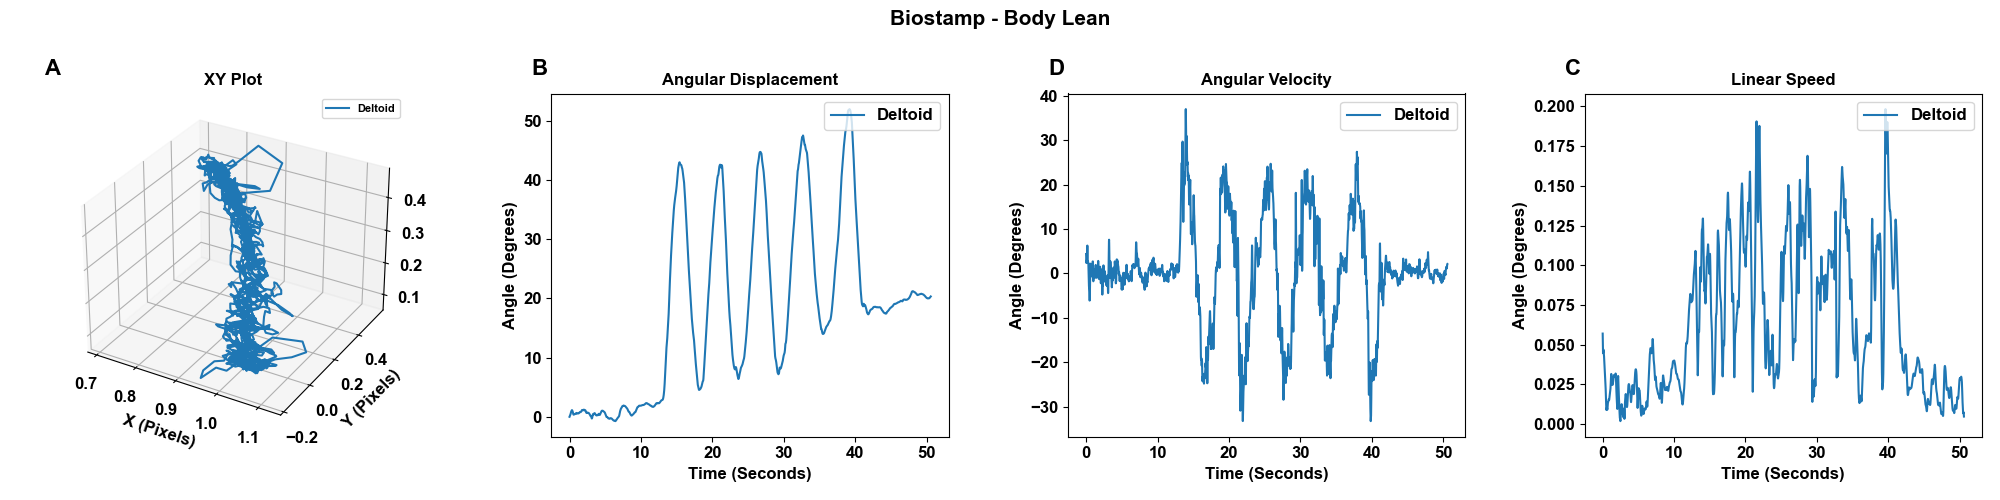 Biostamp - Body Lean
A
XY Plot
Deltoid
0.4
0.3
0.2
0.1
0.7
0.8
0.9
1.0
1.1
X (Pixels)
−0.2
0.0
0.2
0.4
Y (Pixels)
B
Angular Displacement
Deltoid
50
40
30
20
10
0
Angle (Degrees)
0 10 20 30 40 50
Time (Seconds)
D
Angular Velocity
Deltoid
40
30
20
10
0
−10
−20
−30
Angle (Degrees)
0 10 20 30 40 50
Time (Seconds)
C
Linear Speed
Deltoid
0.200
0.175
0.150
0.125
0.100
0.075
0.050
0.025
0.000
Angle (Degrees)
0 10 20 30 40 50
Time (Seconds)